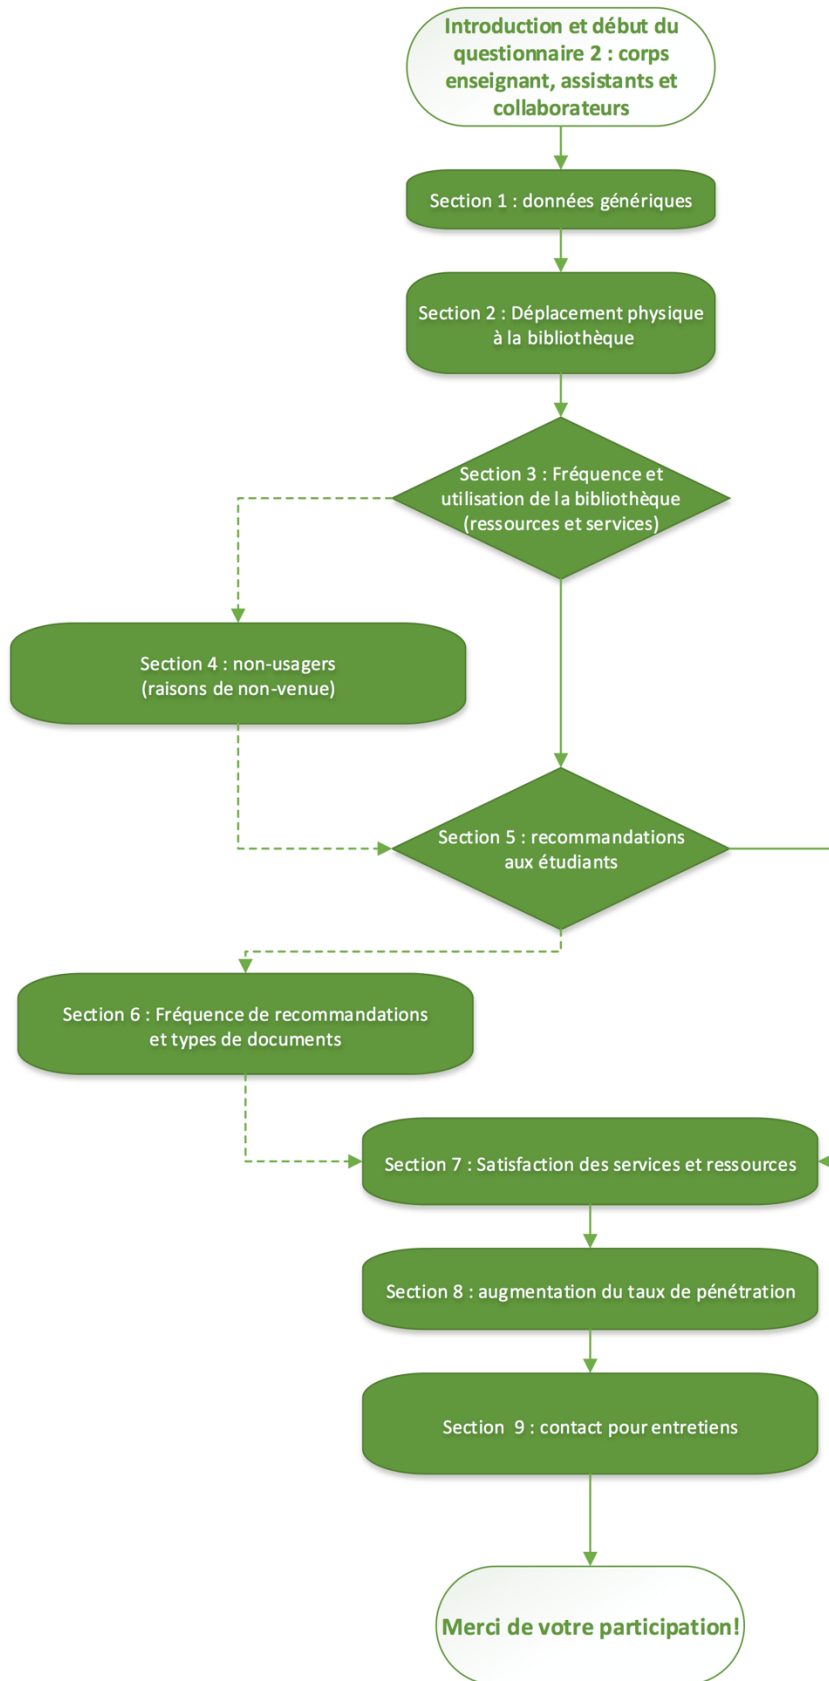 Introduction et début du
questionnaire 2 : corps
enseignant, assistants et
collaborateurs
Section 1 : données génériques
Section 2 : Déplacement physique
à la bibliothèque
Section 3 : Fréquence et
utilisation de la bibliothèque
(ressources et services)
Section 4 : non-usagers
(raisons de non-venue)
Section 5 : recommandations
aux étudiants
Section 6 : Fréquence de recommandations
et types de documents
Section 7 : Satisfaction des services et ressources
Section 8 : augmentation du taux de pénétration
Section 9 : contact pour entretiens
Merci de votre participation!